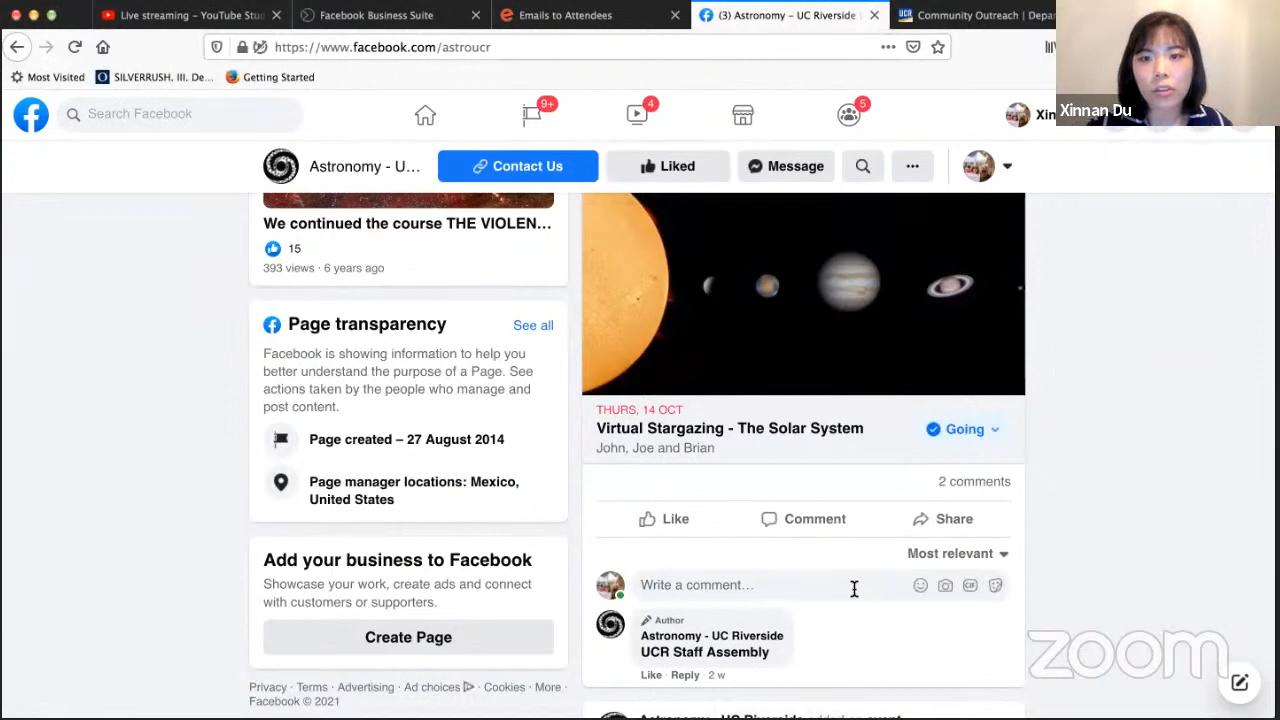 Live streaming – YouTube Stu
Facebook Business Suite
Emails to Attendees
(3) Astronomy – UC Riverside
Community Outreach | Depa
https://www.facebook.com/astroucr
Most Visited
SILVERRUSH. III. De...
Getting Started
Xinnan Du
Search Facebook
9+
4
5
Xin
Astronomy - U...
Contact Us
Liked
Message
We continued the course THE VIOLEN...
15
393 views · 6 years ago
Page transparency
See all
Facebook is showing information to help you
better understand the purpose of a Page. See
actions taken by the people who manage and
post content.
Page created – 27 August 2014
Page manager locations: Mexico,
United States
Add your business to Facebook
Showcase your work, create ads and connect
with customers or supporters.
Create Page
Privacy · Terms · Advertising · Ad choices · Cookies · More ·
Facebook © 2021
THURS, 14 OCT
Virtual Stargazing - The Solar System
John, Joe and Brian
Going
2 comments
Like
Comment
Share
Most relevant
Write a comment…
GIF
Author
Astronomy - UC Riverside
UCR Staff Assembly
Like · Reply · 2 w
zoom